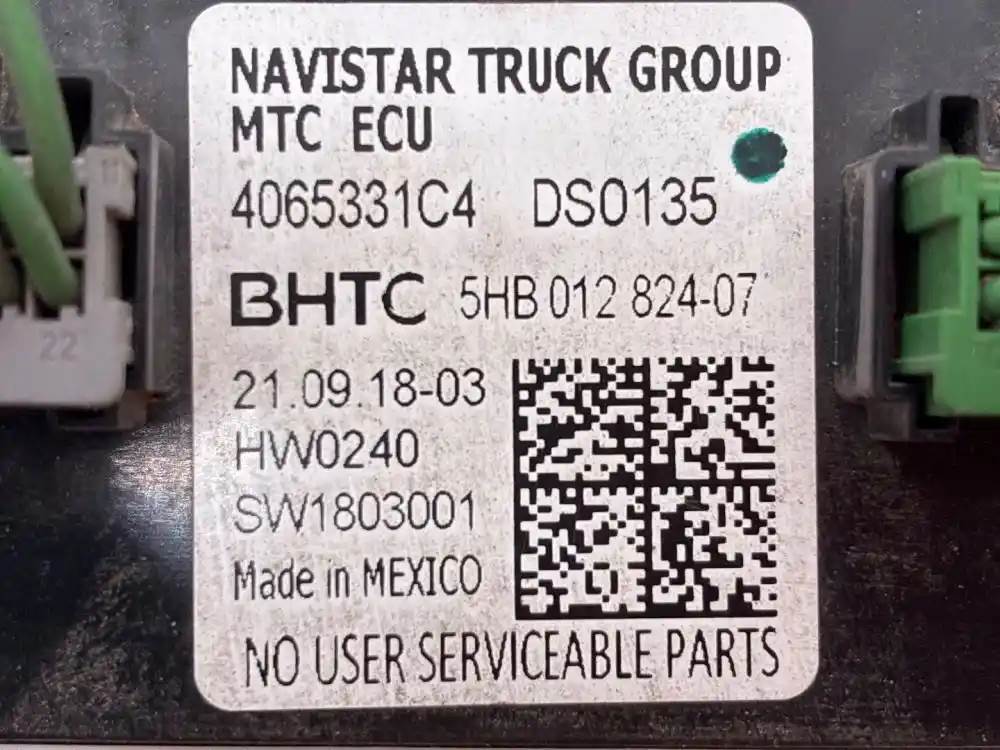 NAVISTAR TRUCK GROUP
MTC ECU
4065331C4 DS0135
BHTC 5HB 012 824-07
21.09.18-03
HW0240
SW1803001
Made in MEXICO
NO USER SERVICEABLE PARTS
22